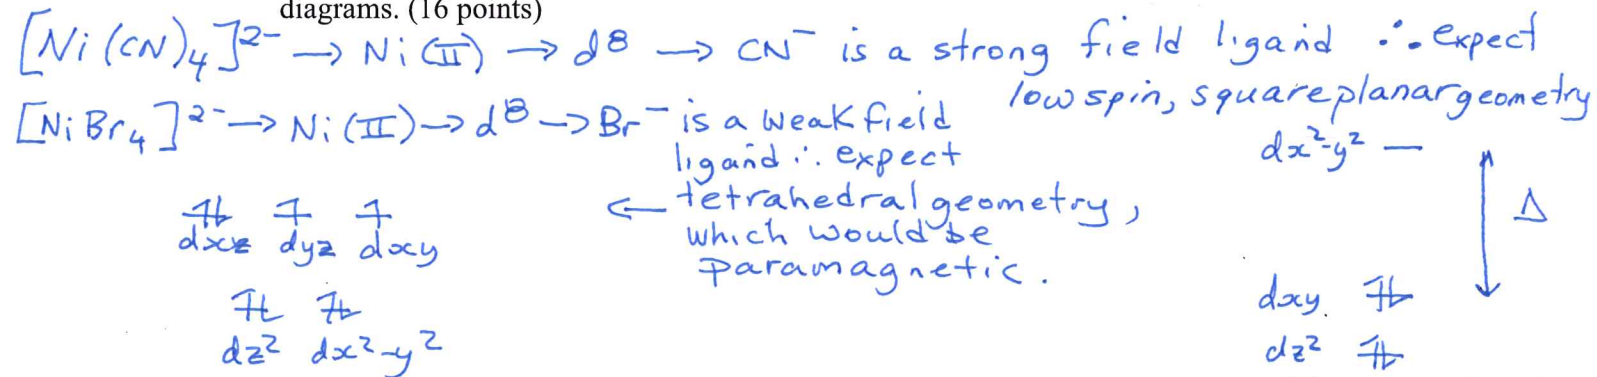 diagrams. (16 points)
[Ni(CN)₄]²⁻ → Ni(II) → d⁸ → CN⁻ is a strong field ligand ∴ expect
low spin, square planar geometry
[NiBr₄]²⁻ → Ni(II) → d⁸ → Br⁻ is a weak field
ligand ∴ expect
← tetrahedral geometry,
which would be
paramagnetic.
⥮ ↿ ↿
dxz dyz dxy
⥮ ⥮
dz² dx²-y²
dx²-y² —
Δ
dxy ⥮
dz² ⥮